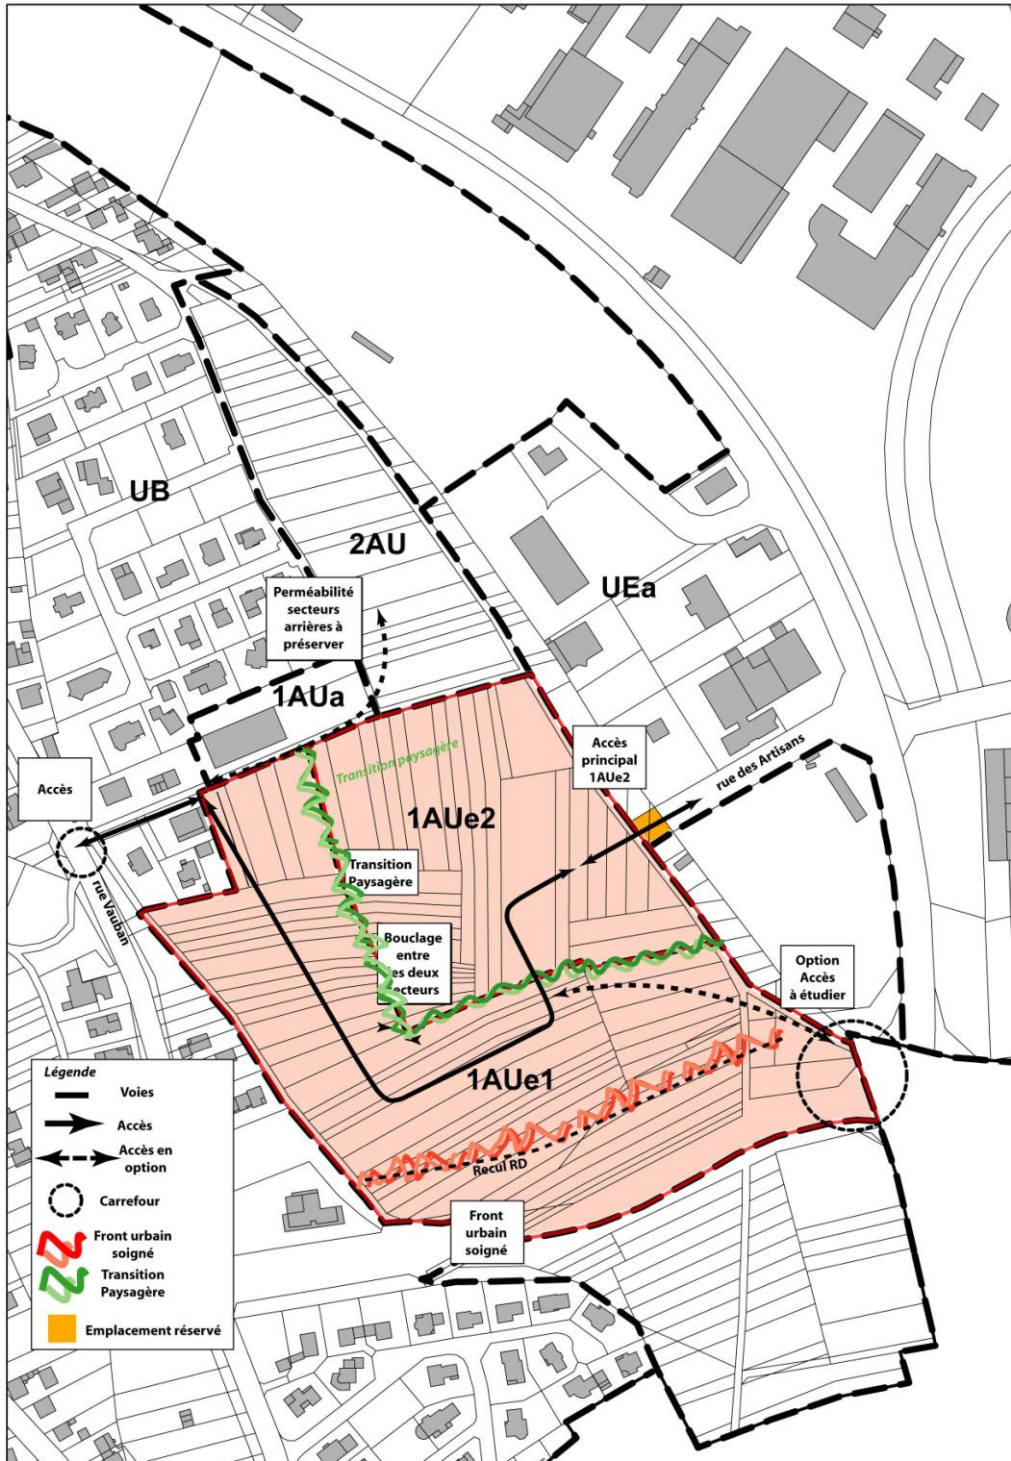 UB
2AU
UEa
Perméabilité
secteurs
arrières à
préserver
1AUa
Transition paysagère
Accès
principal
1AUe2
rue des Artisans
Accès
1AUe2
rue Vauban
Transition
Paysagère
Bouclage
entre
les deux
secteurs
Option
Accès
à étudier
1AUe1
Recul RD
Front
urbain
soigné
Légende
Voies
Accès
Accès en
option
Carrefour
Front urbain
soigné
Transition
Paysagère
Emplacement réservé